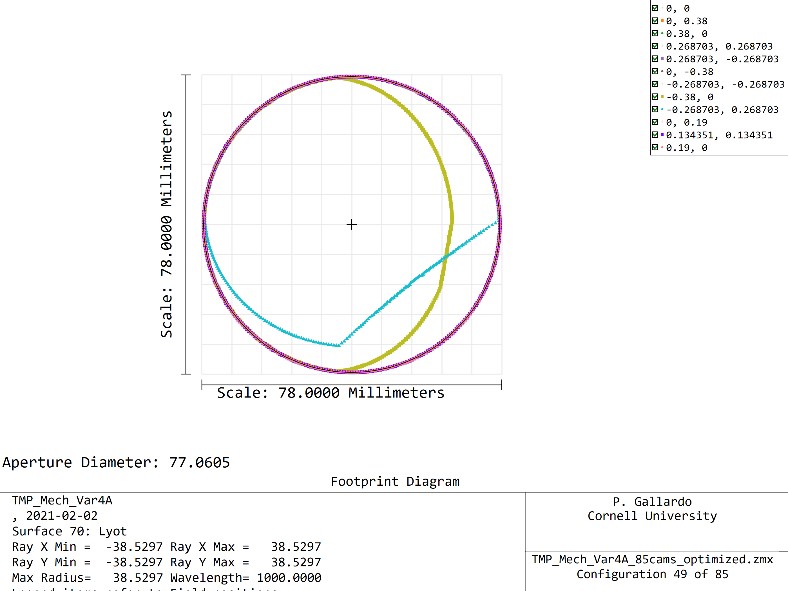 0, 0
0, 0.38
0.38, 0
0.268703, 0.268703
0.268703, -0.268703
0, -0.38
-0.268703, -0.268703
-0.38, 0
-0.268703, 0.268703
0, 0.19
0.134351, 0.134351
0.19, 0
Scale: 78.0000 Millimeters
Scale: 78.0000 Millimeters
Aperture Diameter: 77.0605
Footprint Diagram
TMP_Mech_Var4A
, 2021-02-02
Surface 70: Lyot
Ray X Min = -38.5297 Ray X Max = 38.5297
Ray Y Min = -38.5297 Ray Y Max = 38.5297
Max Radius= 38.5297 Wavelength= 1000.0000
P. Gallardo
Cornell University
TMP_Mech_Var4A_85cams_optimized.zmx
Configuration 49 of 85